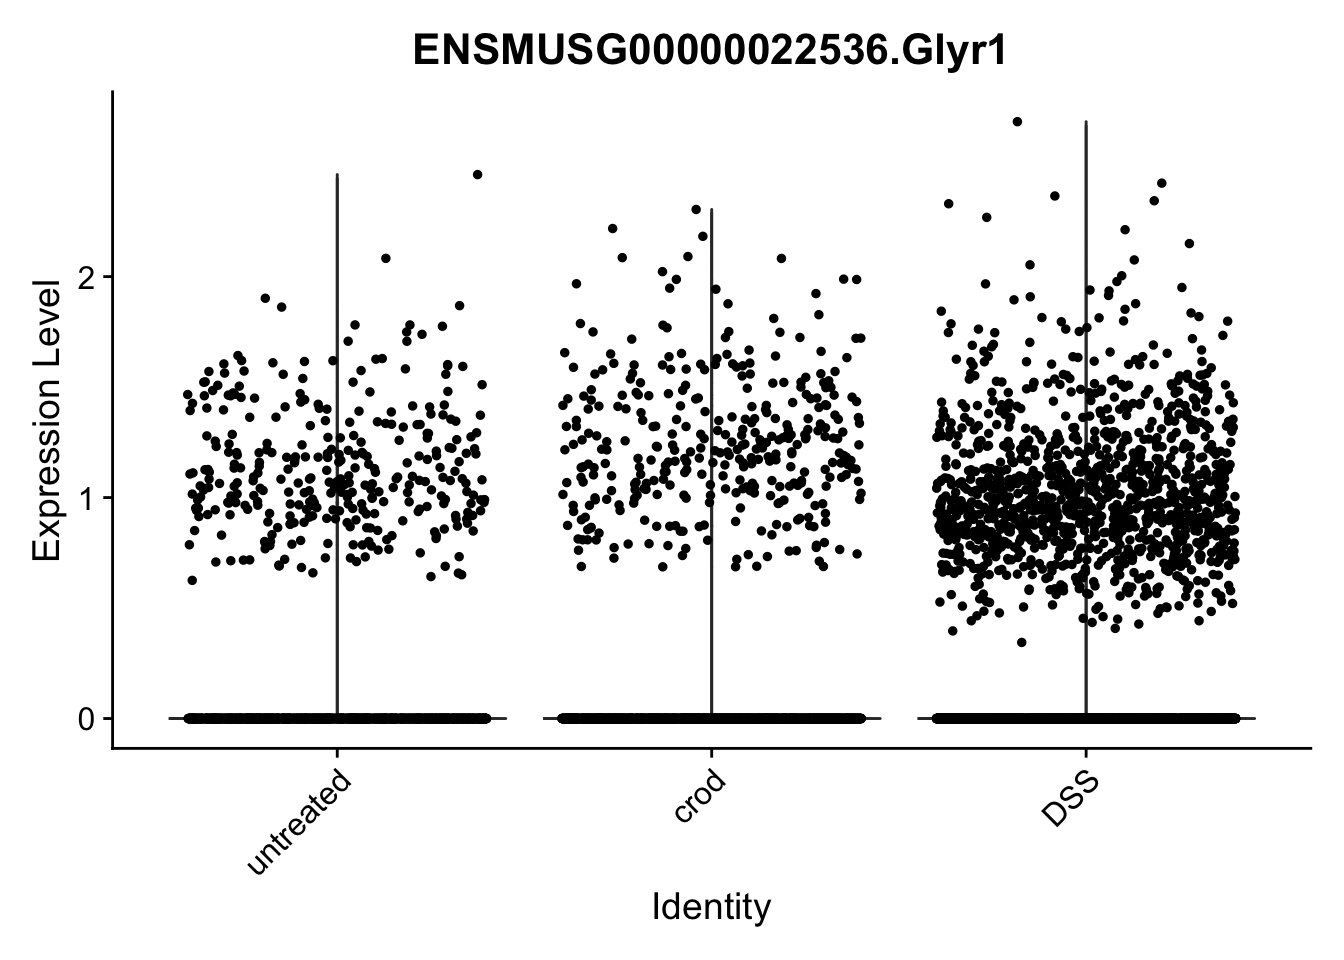 ENSMUSG00000022536.Glyr1
Expression Level
2
1
0
untreated
crod
DSS
Identity